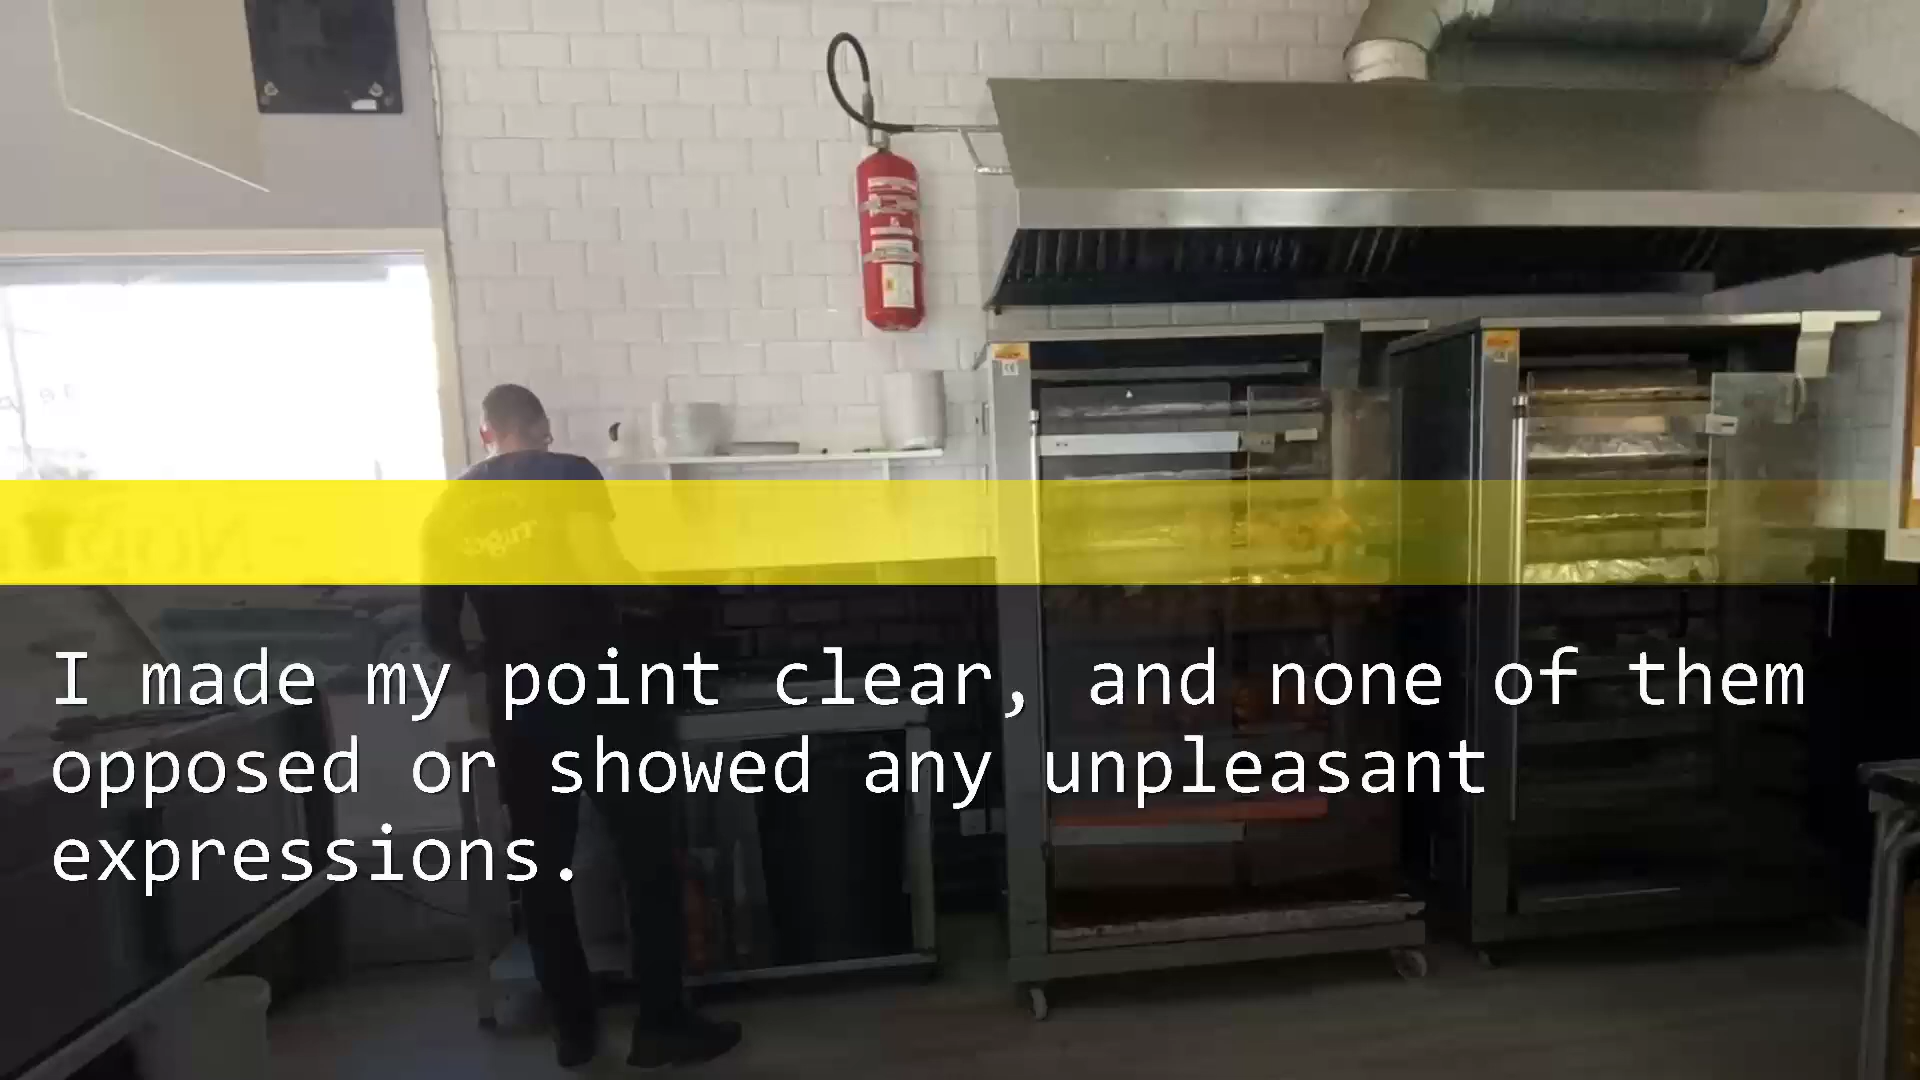 I made my point clear, and none of them
opposed or showed any unpleasant
expressions.